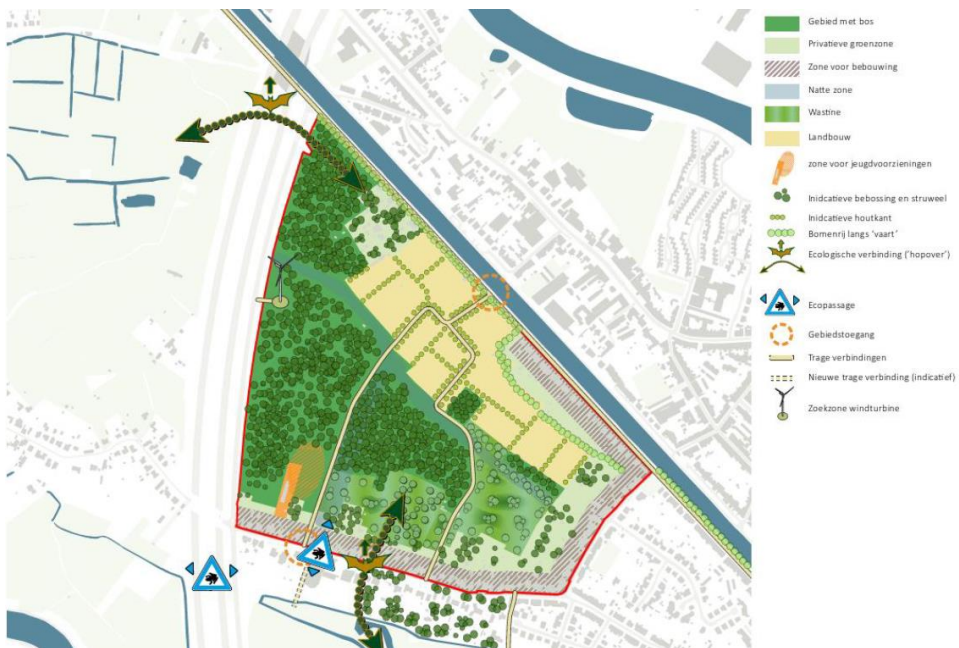 Gebied met bos
Privatieve groenzone
Zone voor bebouwing
Natte zone
Wastine
Landbouw
zone voor jeugdvoorzieningen
Inidcatieve bebossing en struweel
Inidcatieve houtkant
Bomenrij langs 'vaart'
Ecologische verbinding ('hopover')
Ecopassage
Gebiedstoegang
Trage verbindingen
Nieuwe trage verbinding (indicatief)
Zoekzone windturbine